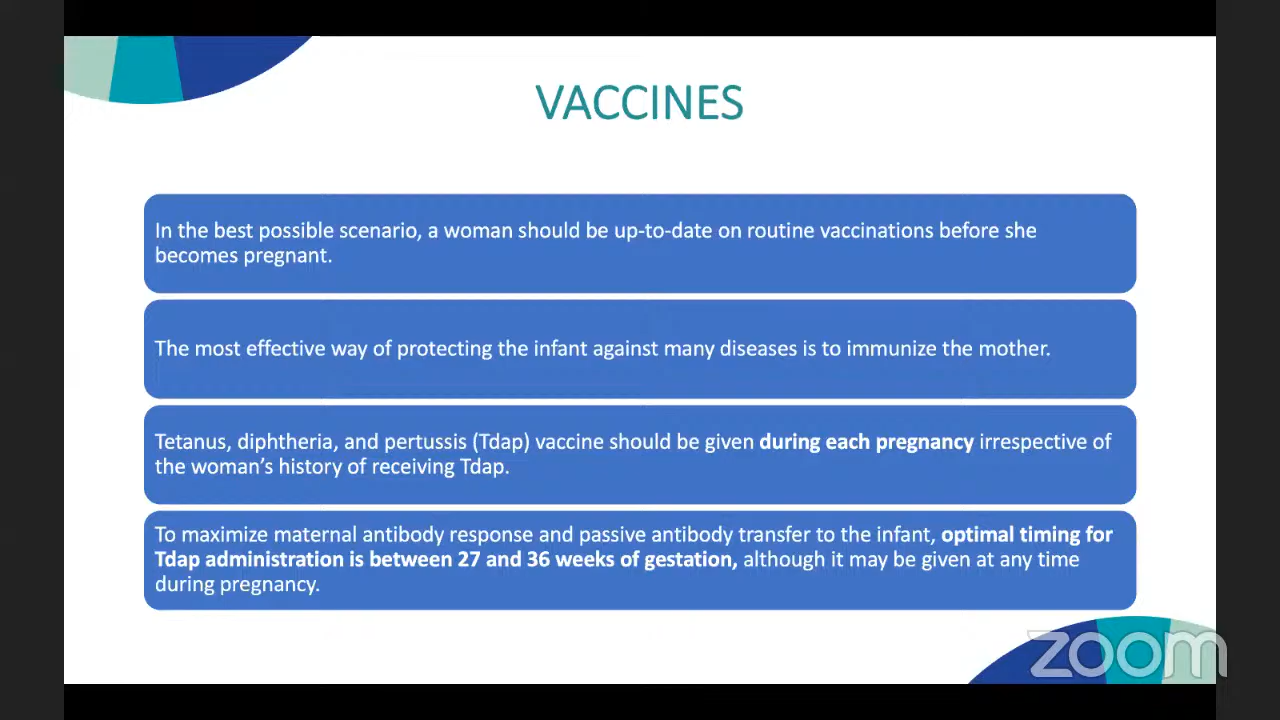 VACCINES
In the best possible scenario, a woman should be up-to-date on routine vaccinations before she
becomes pregnant.
The most effective way of protecting the infant against many diseases is to immunize the mother.
Tetanus, diphtheria, and pertussis (Tdap) vaccine should be given during each pregnancy irrespective of
the woman's history of receiving Tdap.
To maximize maternal antibody response and passive antibody transfer to the infant, optimal timing for
Tdap administration is between 27 and 36 weeks of gestation, although it may be given at any time
during pregnancy.
zoom